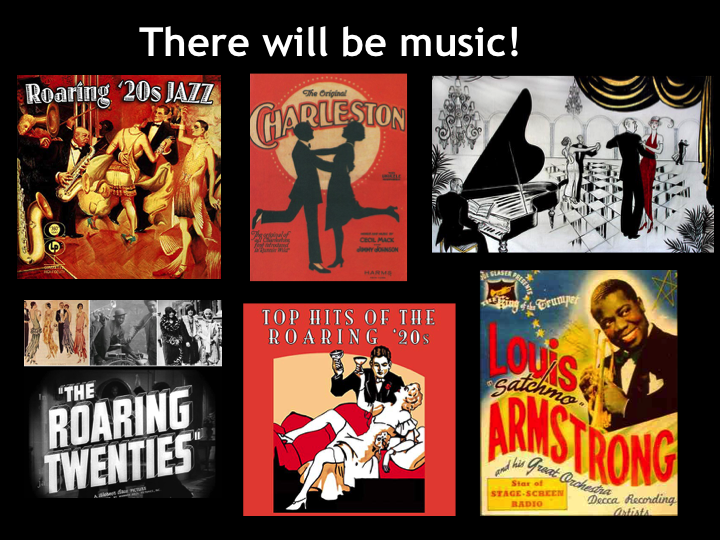 There will be music!
Roaring '20s JAZZ
The Original
CHARLESTON
CECIL MACK
JIMMY JOHNSON
HARMS
"THE
ROARING
TWENTIES"
TOP HITS OF THE
ROARING '20s
King of the Trumpet
LOUIS
"Satchmo"
ARMSTRONG
and his Great Orchestra
Star of
STAGE-SCREEN
RADIO
Decca Recording
Artists